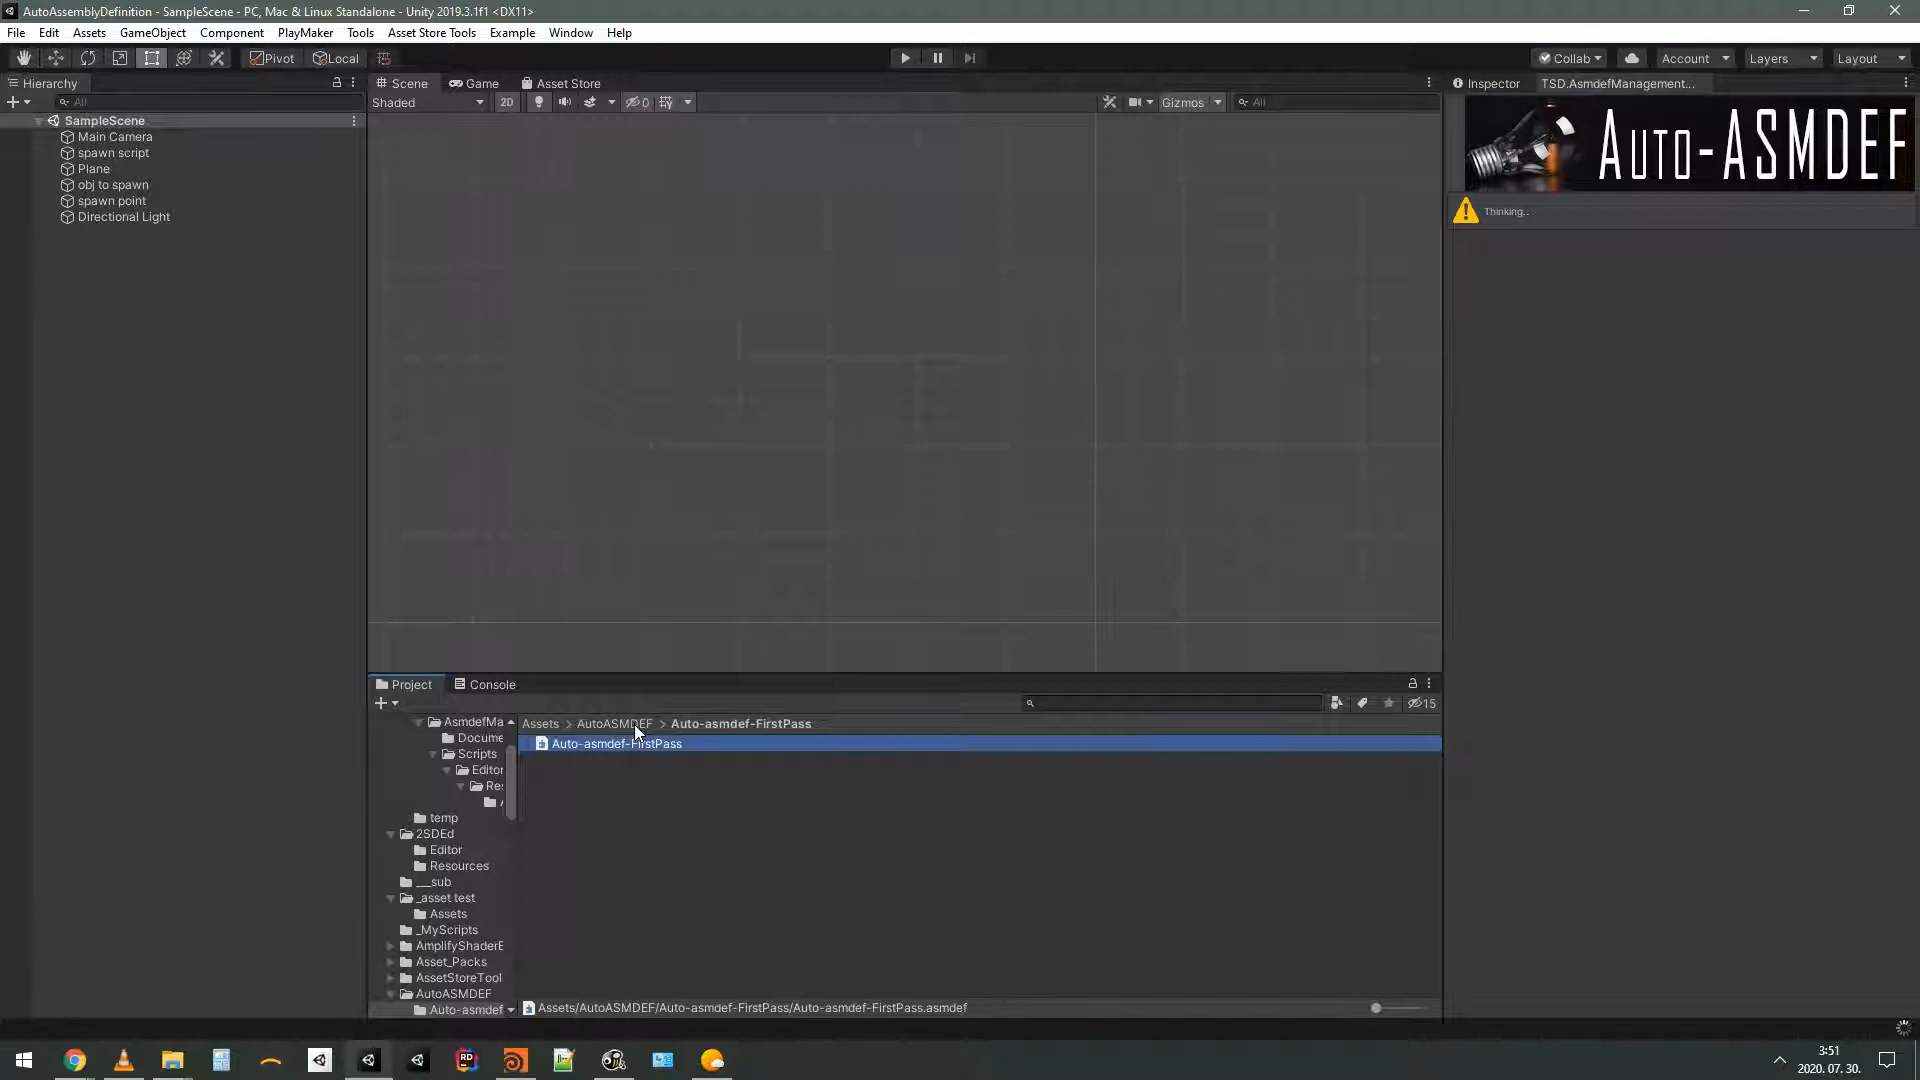 AutoAssemblyDefinition - SampleScene - PC, Mac & Linux Standalone - Unity 2019.3.1f1 <DX11>
File Edit Assets GameObject Component PlayMaker Tools Asset Store Tools Example Window Help
Pivot Local Collab Account Layers Layout
Hierarchy
All
SampleScene
Main Camera
spawn script
Plane
obj to spawn
spawn point
Directional Light
Scene Game Asset Store
Shaded 2D 0 Gizmos All
Inspector TSD.AsmdefManagement...
Auto-ASMDEF
Thinking..
Project Console
15
AsmdefMa
Docume
Scripts
Editor
Res
temp
2SDEd
Editor
Resources
__sub
_asset test
Assets
_MyScripts
AmplifyShaderE
Asset_Packs
AssetStoreTool
AutoASMDEF
Auto-asmdef
Assets > AutoASMDEF > Auto-asmdef-FirstPass
Auto-asmdef-FirstPass
Assets/AutoASMDEF/Auto-asmdef-FirstPass/Auto-asmdef-FirstPass.asmdef
RD
3:51
2020. 07. 30.